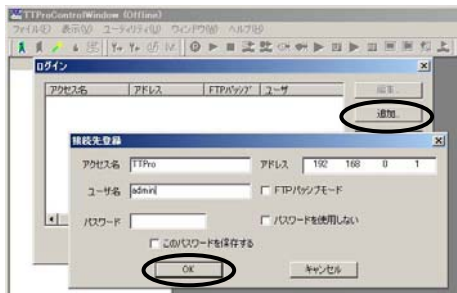 TTProControlWindow (Offline)
ファイル(F) 表示(V) ユーティリティ(U) ウィンドウ(W) ヘルプ(H)
ログイン
アクセス名 アドレス FTPパッシブ ユーザ
編集...
追加...
接続先登録
アクセス名 TTPro アドレス 192 168 0 1
ユーザ名 admin FTPパッシブモード
パスワード パスワードを使用しない
このパスワードを保存する
OK キャンセル